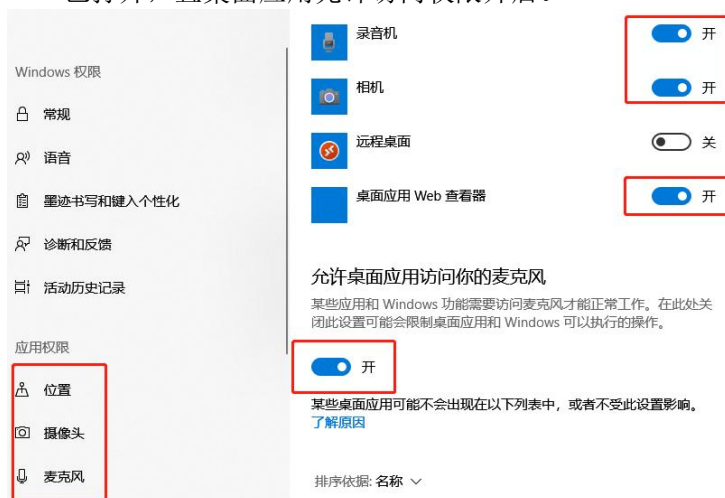 Windows 权限
常规
语音
墨迹书写和键入个性化
诊断和反馈
活动历史记录
应用权限
位置
摄像头
麦克风
录音机 开
相机 开
远程桌面 关
桌面应用 Web 查看器 开
允许桌面应用访问你的麦克风
某些应用和 Windows 功能需要访问麦克风才能正常工作。在此处关
闭此设置可能会限制桌面应用和 Windows 可以执行的操作。
开
某些桌面应用可能不会出现在以下列表中，或者不受此设置影响。
了解原因
排序依据: 名称